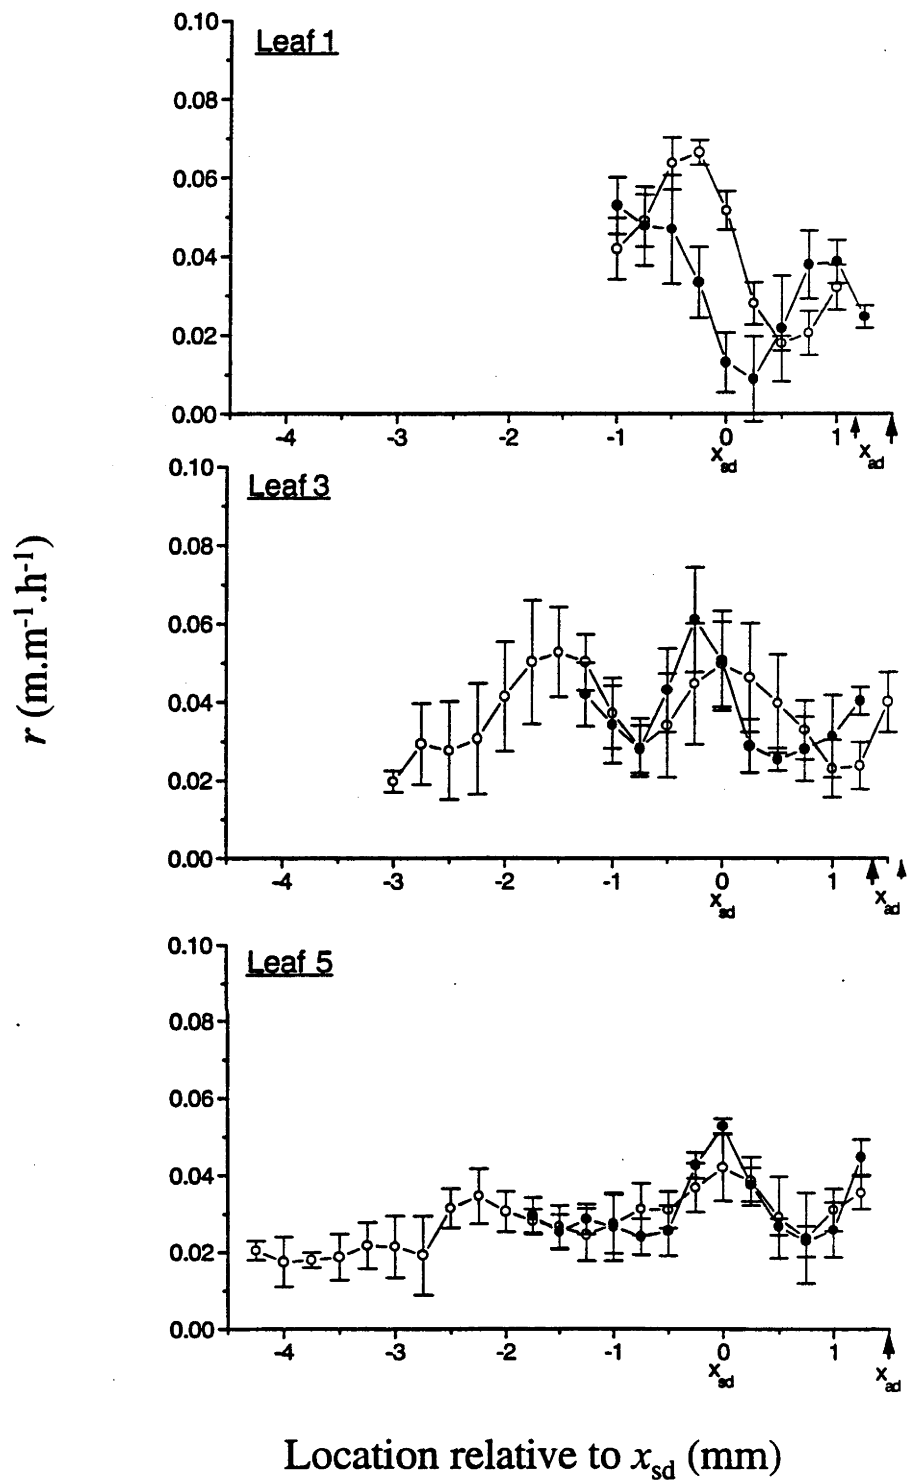 0.10
Leaf 1
0.08
0.06
0.04
0.02
0.00
-4 -3 -2 -1 0 1
xsd xad
0.10
Leaf 3
0.08
0.06
0.04
0.02
0.00
-4 -3 -2 -1 0 1
xsd xad
0.10
Leaf 5
0.08
0.06
0.04
0.02
0.00
-4 -3 -2 -1 0 1
xsd xad
r (m.m⁻¹.h⁻¹)
Location relative to xsd (mm)